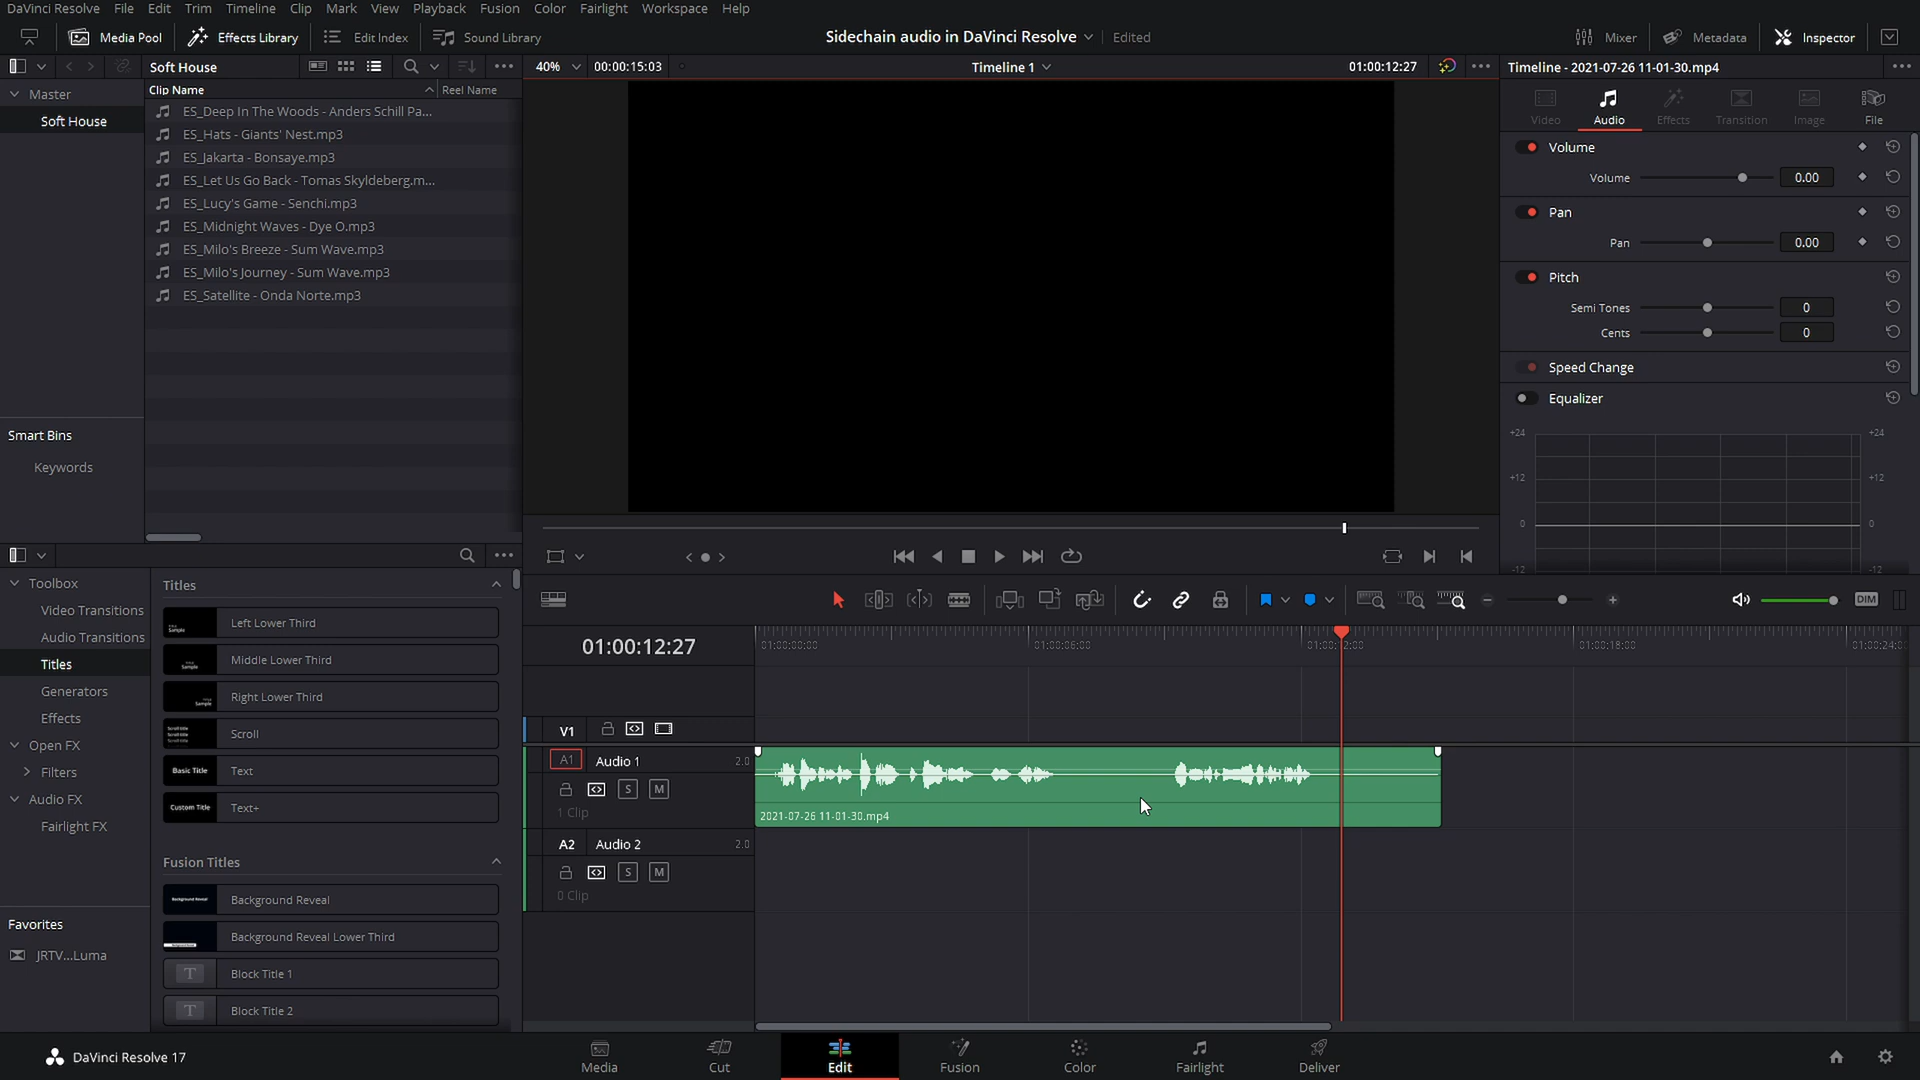 DaVinci Resolve File Edit Trim Timeline Clip Mark View Playback Fusion Color Fairlight Workspace Help
Media Pool Effects Library Edit Index Sound Library Sidechain audio in DaVinci Resolve Edited Mixer Metadata Inspector
Soft House 40% 00:00:15:03 Timeline 1 01:00:12:27 Timeline - 2021-07-26 11-01-30.mp4
Master
Soft House
Clip Name Reel Name
ES_Deep In The Woods - Anders Schill Pa...
ES_Hats - Giants' Nest.mp3
ES_Jakarta - Bonsaye.mp3
ES_Let Us Go Back - Tomas Skyldeberg.m...
ES_Lucy's Game - Senchi.mp3
ES_Midnight Waves - Dye O.mp3
ES_Milo's Breeze - Sum Wave.mp3
ES_Milo's Journey - Sum Wave.mp3
ES_Satellite - Onda Norte.mp3
Smart Bins
Keywords
Video Audio Effects Transition Image File
Volume
Volume 0.00
Pan
Pan 0.00
Pitch
Semi Tones 0
Cents 0
Speed Change
Equalizer
+24 +24
+12 +12
0 0
-12 -12
Toolbox
Video Transitions
Audio Transitions
Titles
Generators
Effects
Open FX
Filters
Audio FX
Fairlight FX
Favorites
JRTV...Luma
Titles
Left Lower Third
Middle Lower Third
Right Lower Third
Scroll
Basic Title Text
Custom Title Text+
Fusion Titles
Background Reveal Background Reveal
Background Reveal Lower Third
T Block Title 1
T Block Title 2
DIM
01:00:12:27 01:00:00:00 01:00:06:00 01:00:12:00 01:00:18:00 01:00:24:0
V1
A1 Audio 1 2.0
S M
1 Clip
2021-07-26 11-01-30.mp4
A2 Audio 2 2.0
S M
0 Clip
DaVinci Resolve 17 Media Cut Edit Fusion Color Fairlight Deliver